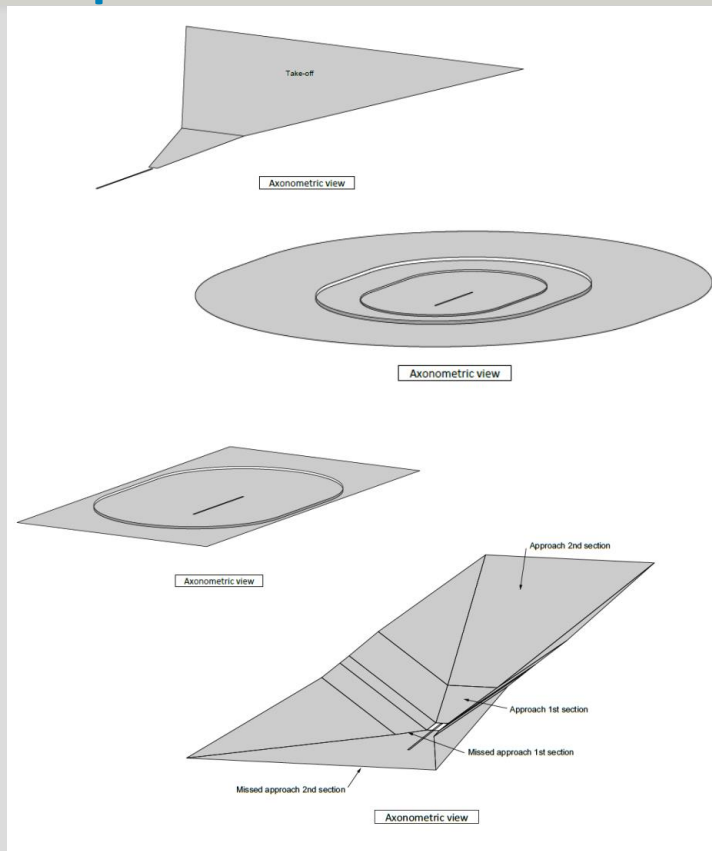 Take-off
Axonometric view
Axonometric view
Axonometric view
Approach 2nd section
Approach 1st section
Missed approach 1st section
Missed approach 2nd section
Axonometric view